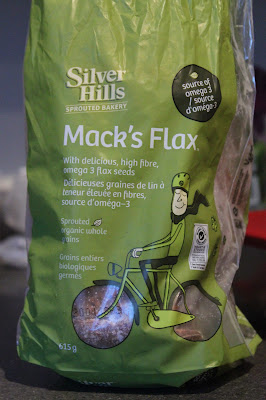 Silver
Hills
SPROUTED BAKERY
source of
omega 3
/ source
d'oméga-3
Mack's Flax
With delicious, high fibre,
omega 3 flax seeds
Délicieuses graines de lin à
teneur élevée en fibres,
source d'oméga-3
Sprouted
organic whole
grains
Grains entiers
biologiques
germés
615g